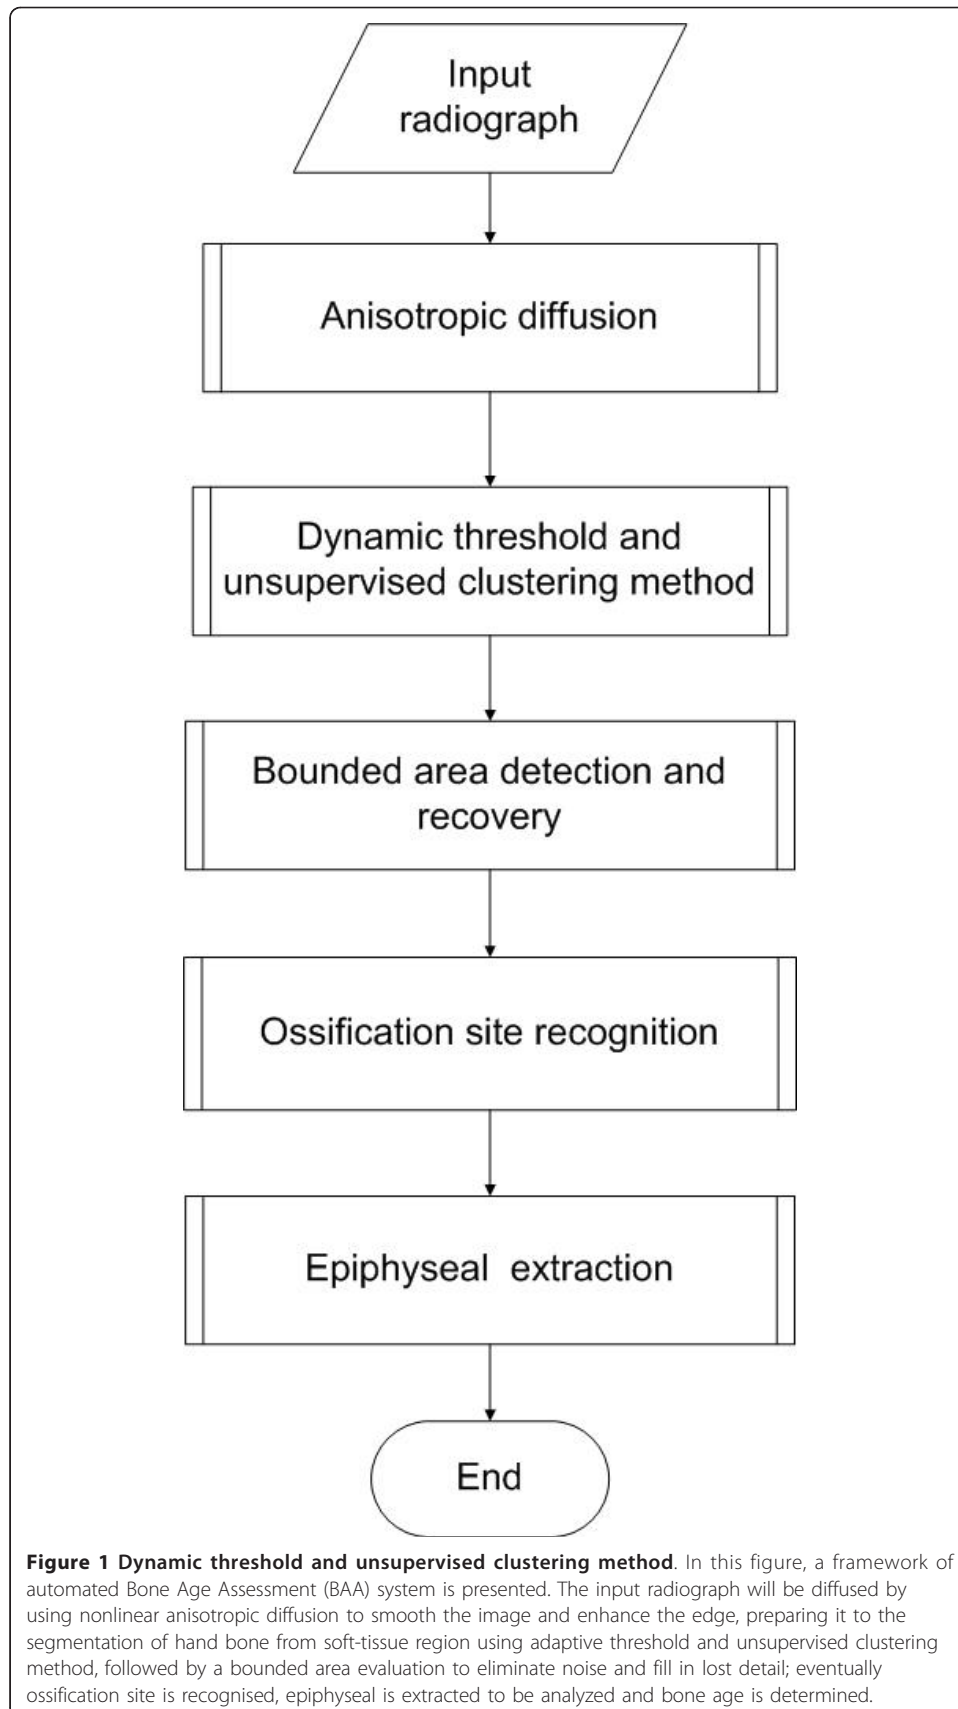 Input
radiograph
Anisotropic diffusion
Dynamic threshold and
unsupervised clustering method
Bounded area detection and
recovery
Ossification site recognition
Epiphyseal extraction
End
Figure 1 Dynamic threshold and unsupervised clustering method. In this figure, a framework of
automated Bone Age Assessment (BAA) system is presented. The input radiograph will be diffused by
using nonlinear anisotropic diffusion to smooth the image and enhance the edge, preparing it to the
segmentation of hand bone from soft-tissue region using adaptive threshold and unsupervised clustering
method, followed by a bounded area evaluation to eliminate noise and fill in lost detail; eventually
ossification site is recognised, epiphyseal is extracted to be analyzed and bone age is determined.